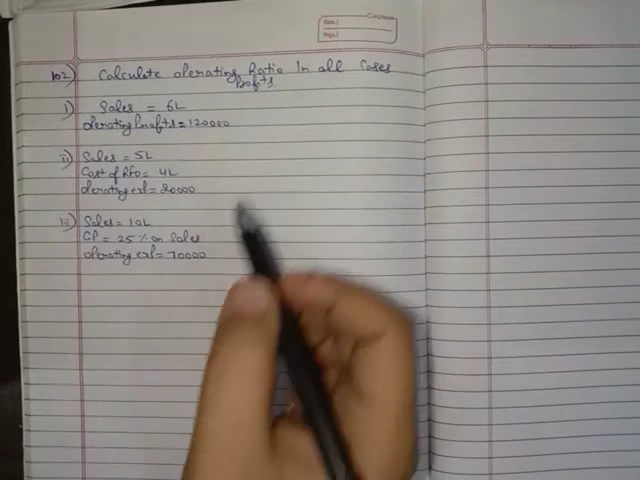 Date:
Page:
102) Calculate Operating Ratio In all Cases
Profits
i) Sales = 6L
Operating Profits = 120000
ii) Sales = 5L
Cost of RFO = 4L
Operating exp = 20000
iii) Sales = 10L
GP = 25% on Sales
Operating exp = 70000